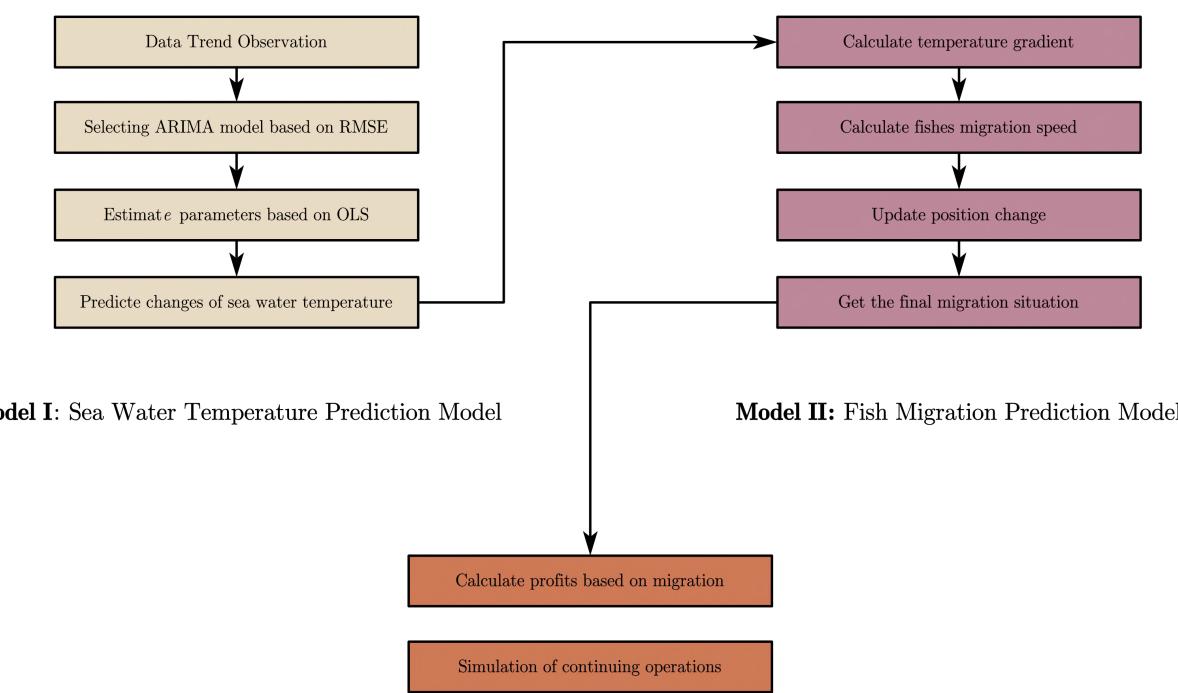 Data Trend Observation
Selecting ARIMA model based on RMSE
Estimate parameters based on OLS
Predicte changes of sea water temperature
odel I: Sea Water Temperature Prediction Model
Calculate temperature gradient
Calculate fishes migration speed
Update position change
Get the final migration situation
Model II: Fish Migration Prediction Model
Calculate profits based on migration
Simulation of continuing operations